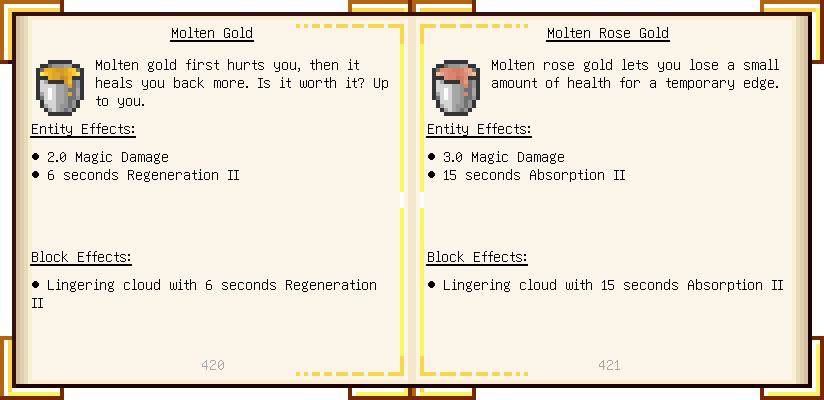 Molten Gold
Molten gold first hurts you, then it
heals you back more. Is it worth it? Up
to you.
Entity Effects:
● 2.0 Magic Damage
● 6 seconds Regeneration II
Block Effects:
● Lingering cloud with 6 seconds Regeneration
II
420
Molten Rose Gold
Molten rose gold lets you lose a small
amount of health for a temporary edge.
Entity Effects:
● 3.0 Magic Damage
● 15 seconds Absorption II
Block Effects:
● Lingering cloud with 15 seconds Absorption II
421